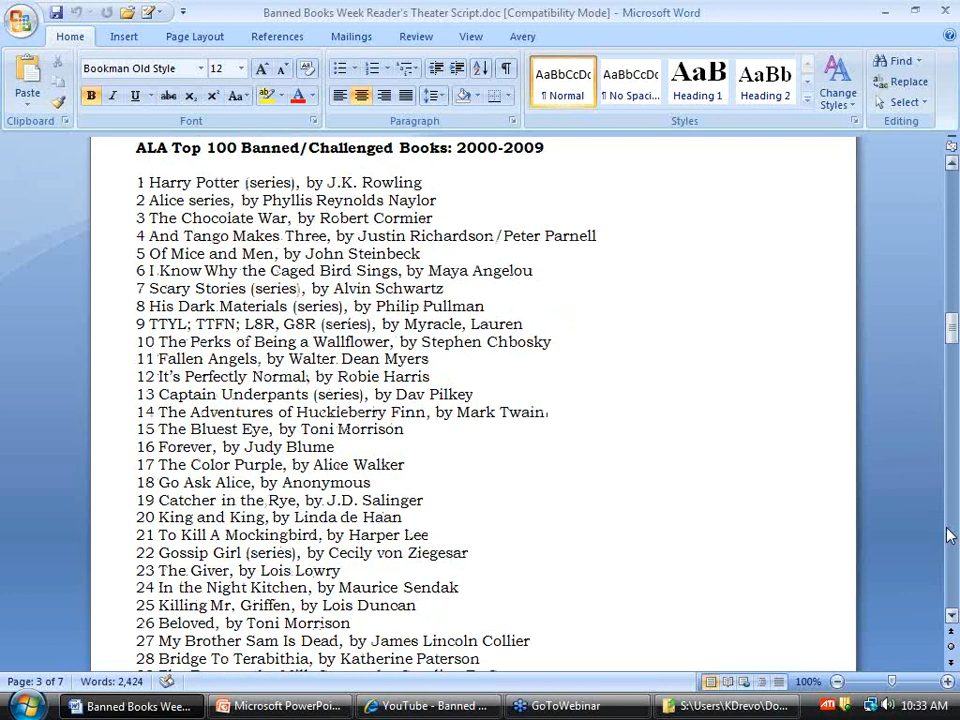 Banned Books Week Reader's Theater Script.doc [Compatibility Mode] - Microsoft Word
Home Insert Page Layout References Mailings Review View Avery
Paste
Bookman Old Style 12
B I U abc X₂ X² Aa
AaBbCcDc AaBbCcDc AaB AaBb
¶ Normal ¶ No Spaci... Heading 1 Heading 2
Change Styles
Find
Replace
Select
Clipboard Font Paragraph Styles Editing
ALA Top 100 Banned/Challenged Books: 2000-2009
1 Harry Potter (series), by J.K. Rowling
2 Alice series, by Phyllis Reynolds Naylor
3 The Chocolate War, by Robert Cormier
4 And Tango Makes Three, by Justin Richardson/Peter Parnell
5 Of Mice and Men, by John Steinbeck
6 I Know Why the Caged Bird Sings, by Maya Angelou
7 Scary Stories (series), by Alvin Schwartz
8 His Dark Materials (series), by Philip Pullman
9 TTYL; TTFN; L8R, G8R (series), by Myracle, Lauren
10 The Perks of Being a Wallflower, by Stephen Chbosky
11 Fallen Angels, by Walter Dean Myers
12 It's Perfectly Normal, by Robie Harris
13 Captain Underpants (series), by Dav Pilkey
14 The Adventures of Huckleberry Finn, by Mark Twain
15 The Bluest Eye, by Toni Morrison
16 Forever, by Judy Blume
17 The Color Purple, by Alice Walker
18 Go Ask Alice, by Anonymous
19 Catcher in the Rye, by J.D. Salinger
20 King and King, by Linda de Haan
21 To Kill A Mockingbird, by Harper Lee
22 Gossip Girl (series), by Cecily von Ziegesar
23 The Giver, by Lois Lowry
24 In the Night Kitchen, by Maurice Sendak
25 Killing Mr. Griffen, by Lois Duncan
26 Beloved, by Toni Morrison
27 My Brother Sam Is Dead, by James Lincoln Collier
28 Bridge To Terabithia, by Katherine Paterson
Page: 3 of 7 Words: 2,424 100%
Banned Books Wee... Microsoft PowerPoi... YouTube - Banned ... GoToWebinar S:\Users\KDrevo\Do... ATI 10:33 AM